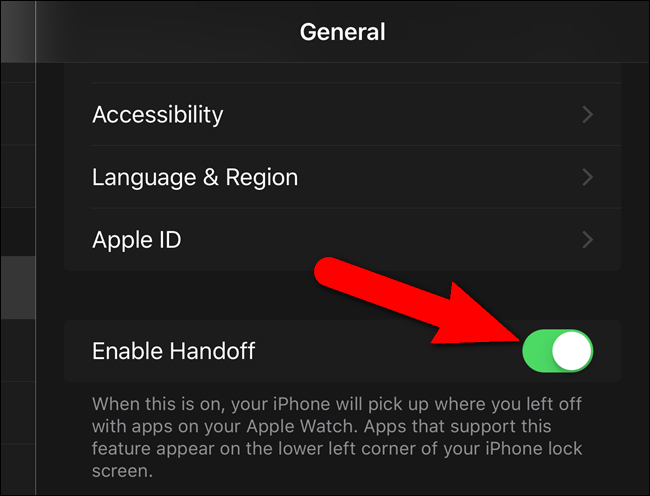 General
Accessibility
Language & Region
Apple ID
Enable Handoff
When this is on, your iPhone will pick up where you left off
with apps on your Apple Watch. Apps that support this
feature appear on the lower left corner of your iPhone lock
screen.